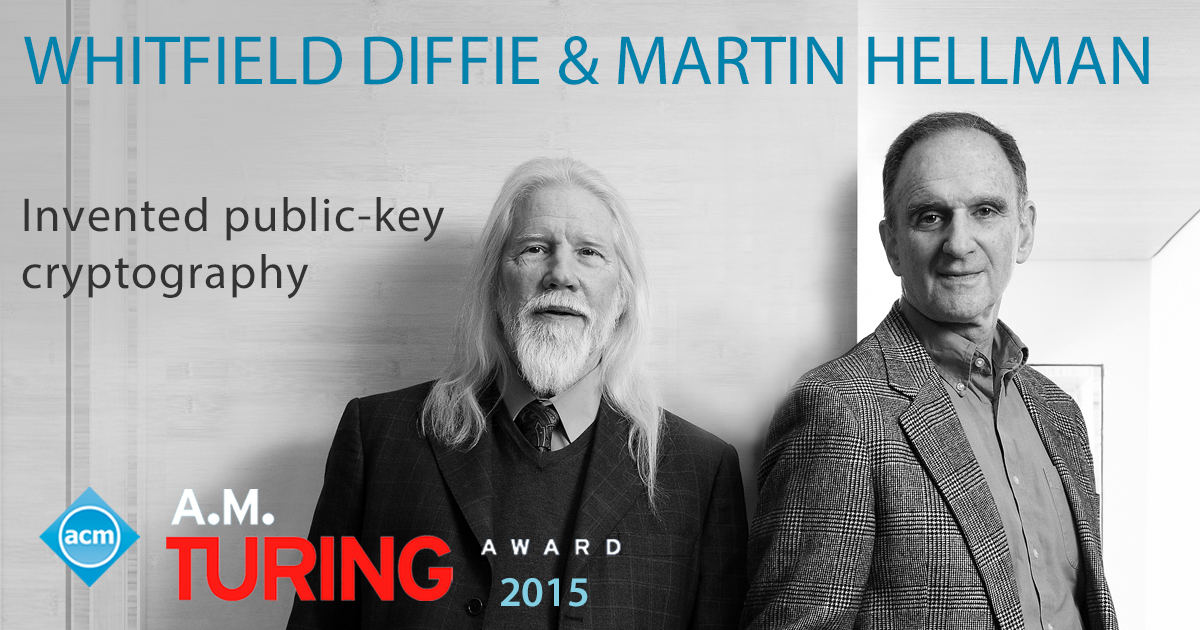 WHITFIELD DIFFIE & MARTIN HELLMAN
Invented public-key
cryptography
acm
A.M.
TURING
AWARD
2015